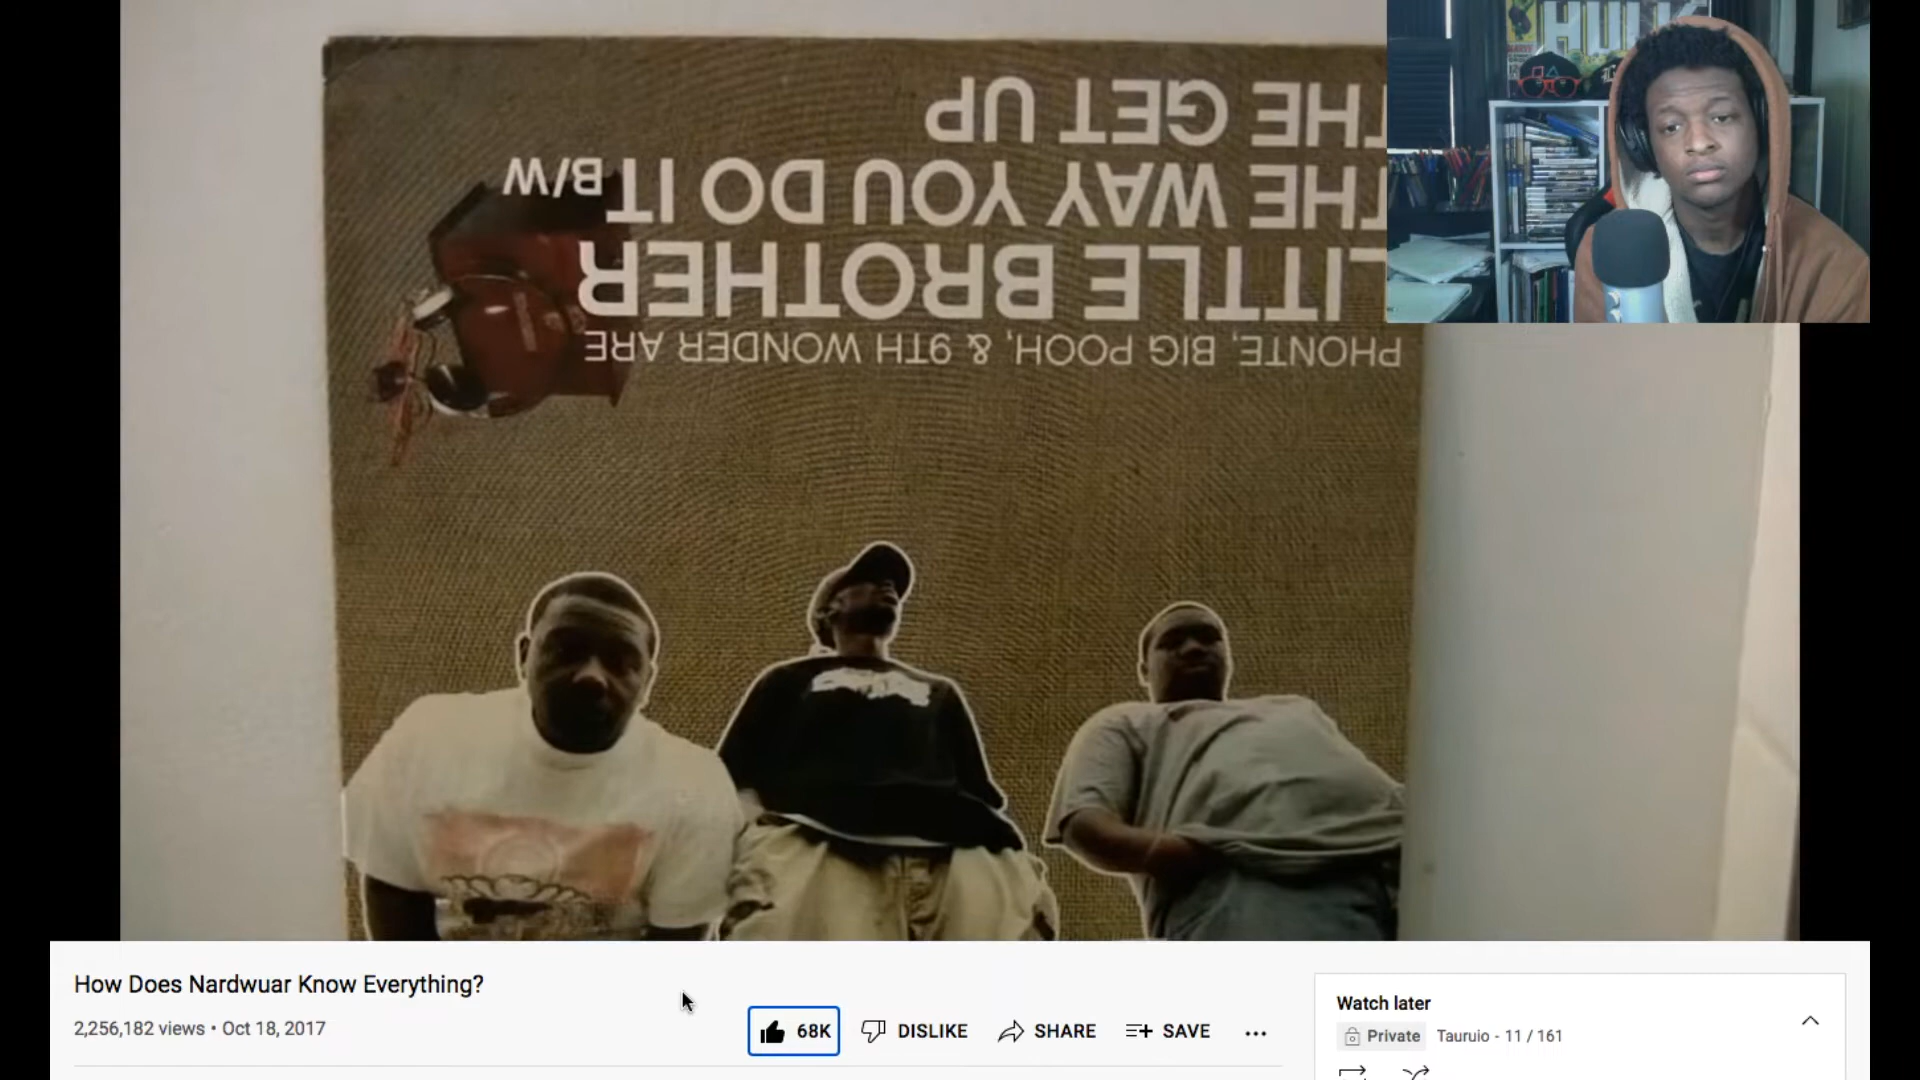 PHONTE, BIG POOH, & 9TH WONDER ARE
LITTLE BROTHER
THE WAY YOU DO IT B/W
THE GET UP
HULK
How Does Nardwuar Know Everything?
2,256,182 views • Oct 18, 2017
68K DISLIKE SHARE SAVE
Watch later
Private Tauruio - 11 / 161